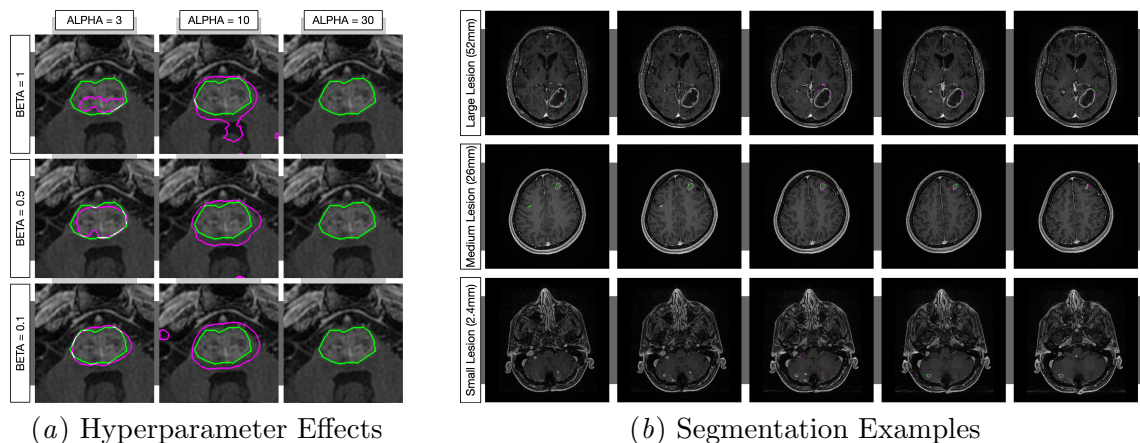 ALPHA = 3
ALPHA = 10
ALPHA = 30
BETA = 1
BETA = 0.5
BETA = 0.1
(a) Hyperparameter Effects
Large Lesion (52mm)
Medium Lesion (26mm)
Small Lesion (2.4mm)
(b) Segmentation Examples